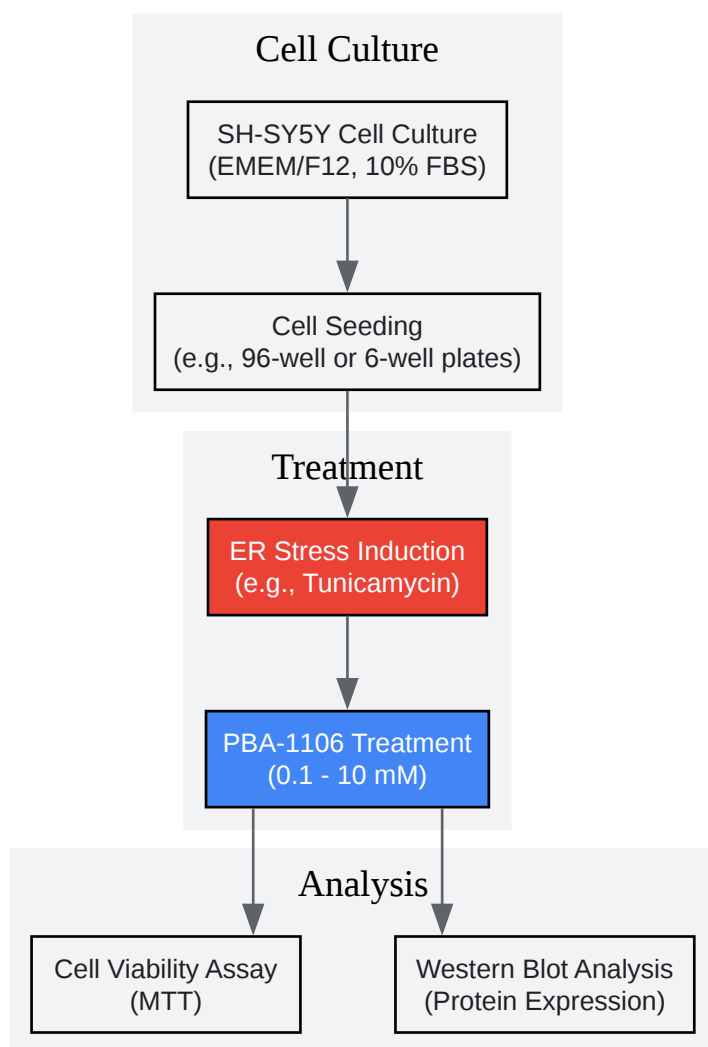 Cell Culture
SH-SY5Y Cell Culture
(EMEM/F12, 10% FBS)
Cell Seeding
(e.g., 96-well or 6-well plates)
Treatment
ER Stress Induction
(e.g., Tunicamycin)
PBA-1106 Treatment
(0.1 - 10 mM)
Analysis
Cell Viability Assay
(MTT)
Western Blot Analysis
(Protein Expression)